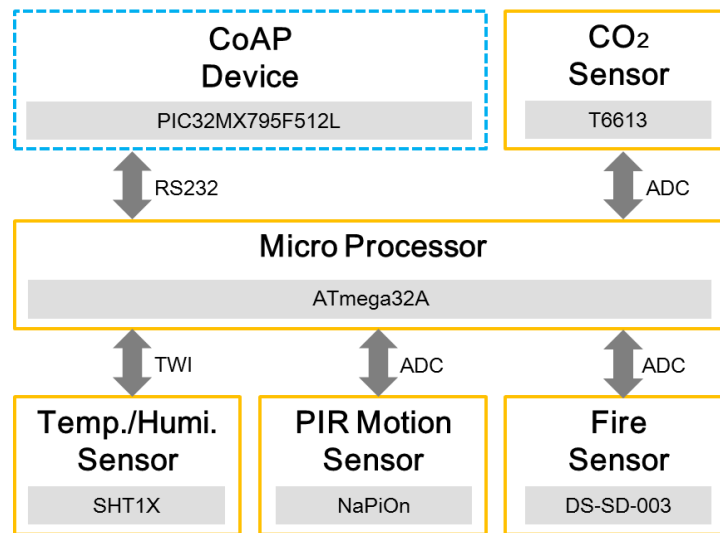 CoAP
Device
PIC32MX795F512L
CO₂
Sensor
T6613
RS232
ADC
Micro Processor
ATmega32A
TWI
ADC
ADC
Temp./Humi.
Sensor
SHT1X
PIR Motion
Sensor
NaPiOn
Fire
Sensor
DS-SD-003